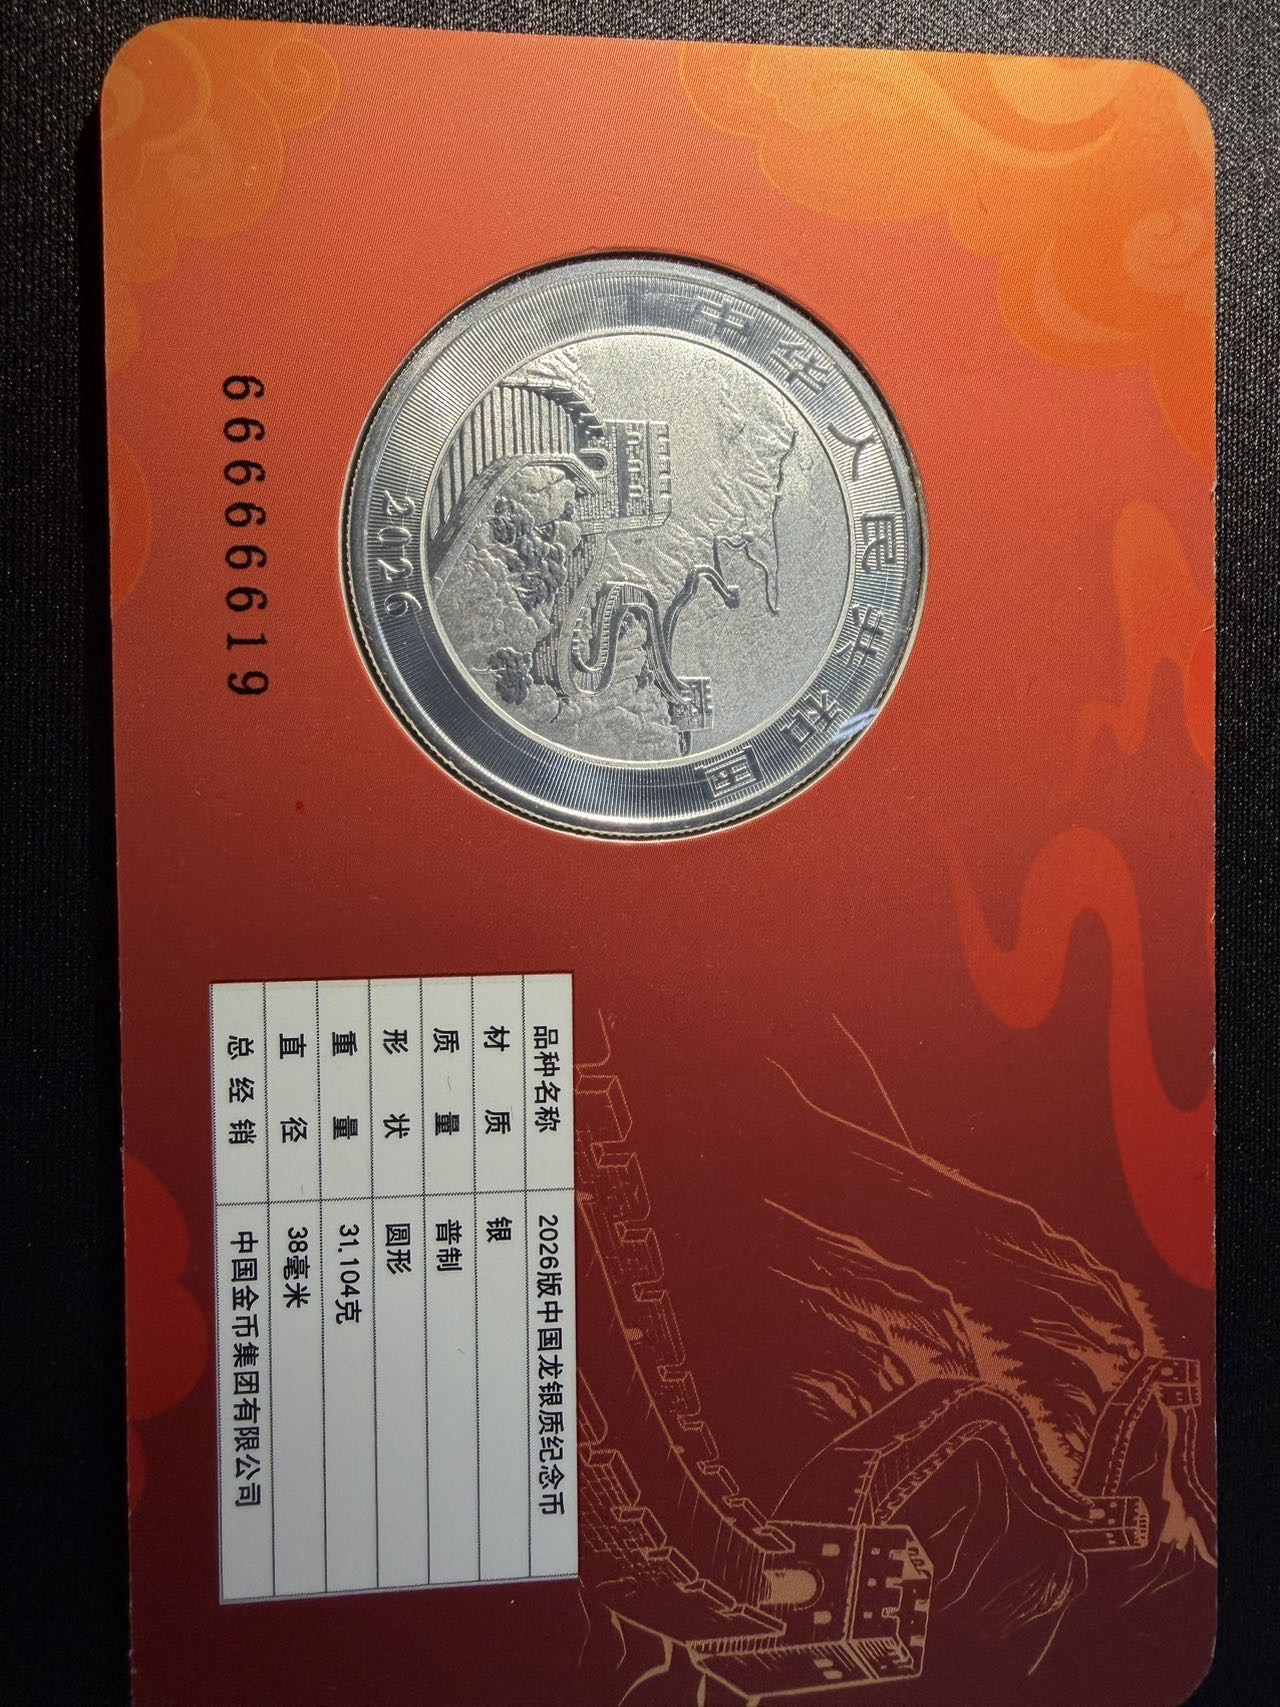 中华人民共和国
2026
66666619
品种名称 2026版中国龙银质纪念币
材质 银
质量 普制
形状 圆形
重量 31.104克
直径 38毫米
总经销 中国金币集团有限公司